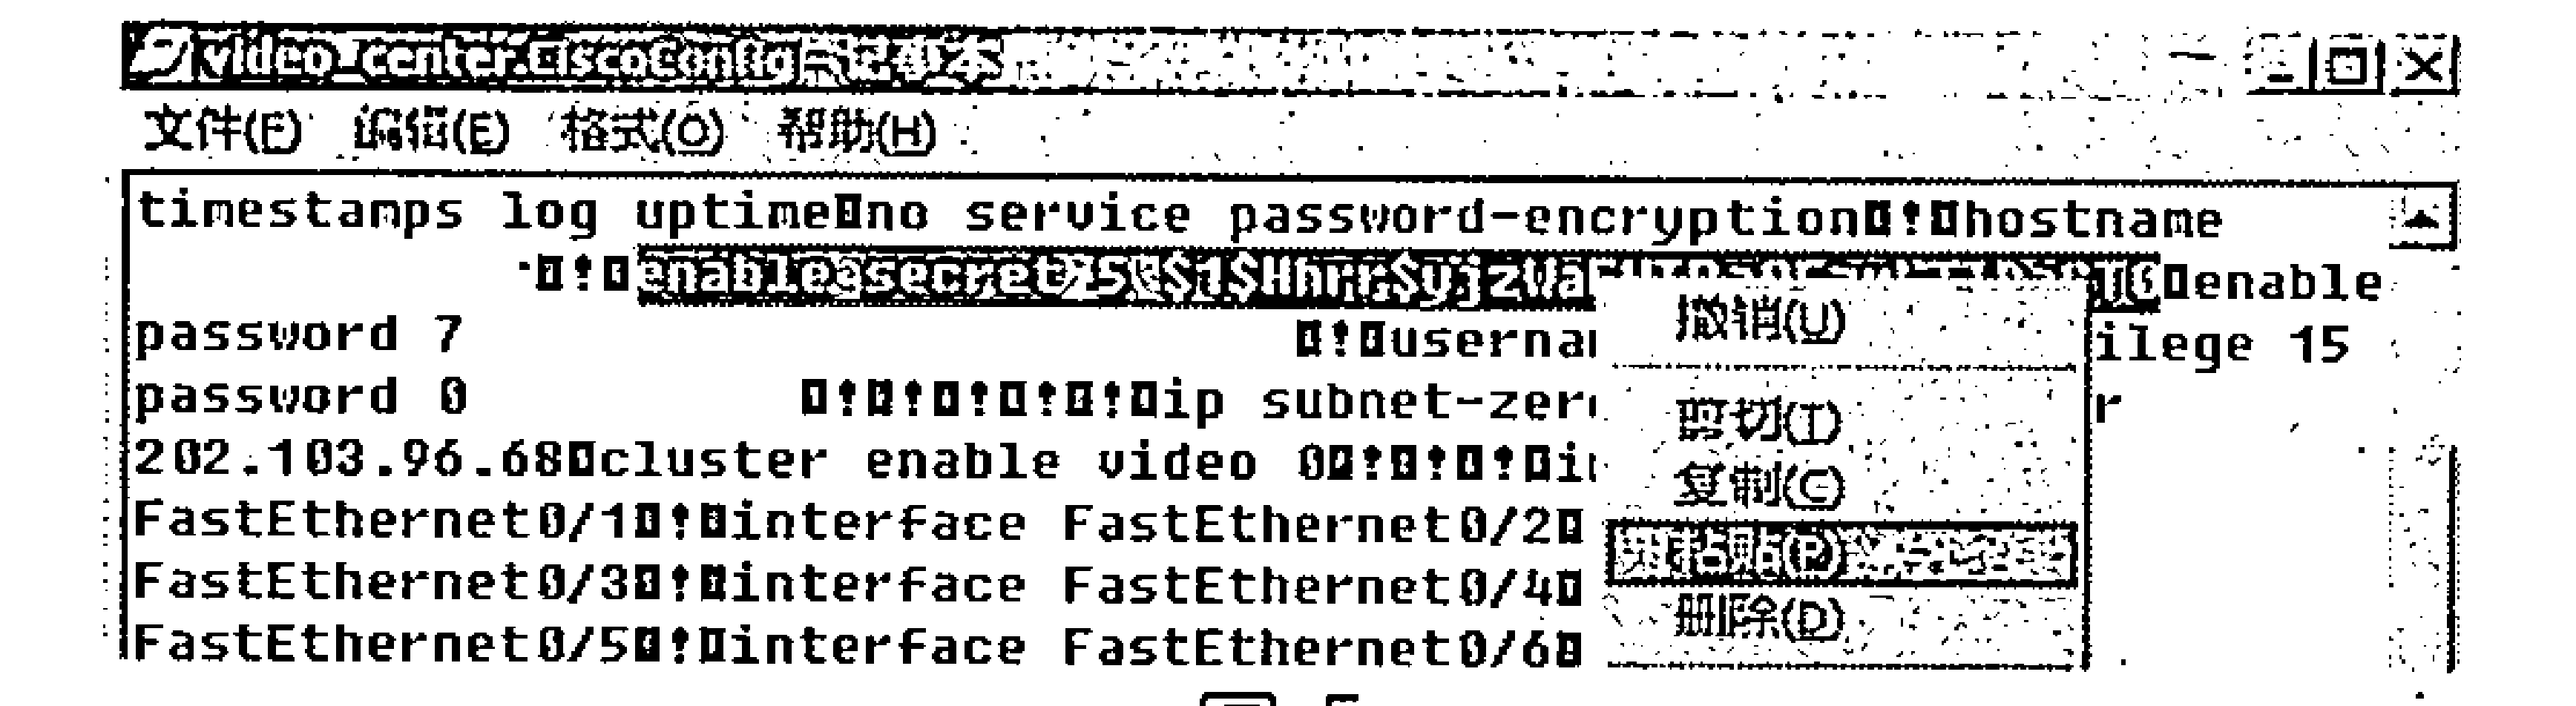 video_center.CiscoConfig - 记事本
文件(F) 编辑(E) 格式(O) 帮助(H)
timestamps log uptime▯no service password-encryption▯!▯hostname
▯!▯enable secret 5 $1$Hhrr$yjzVa ▯enable
password 7 ▯!▯userna ilege 15
password 0 ▯!▯!▯!▯!▯!▯ip subnet-zer r
202.103.96.68▯cluster enable video 0▯!▯!▯!▯i
FastEthernet0/1▯!▯interface FastEthernet0/2▯
FastEthernet0/3▯!▯interface FastEthernet0/4▯
FastEthernet0/5▯!▯interface FastEthernet0/6▯
撤销(U)
剪切(T)
复制(C)
粘贴(P)
删除(D)